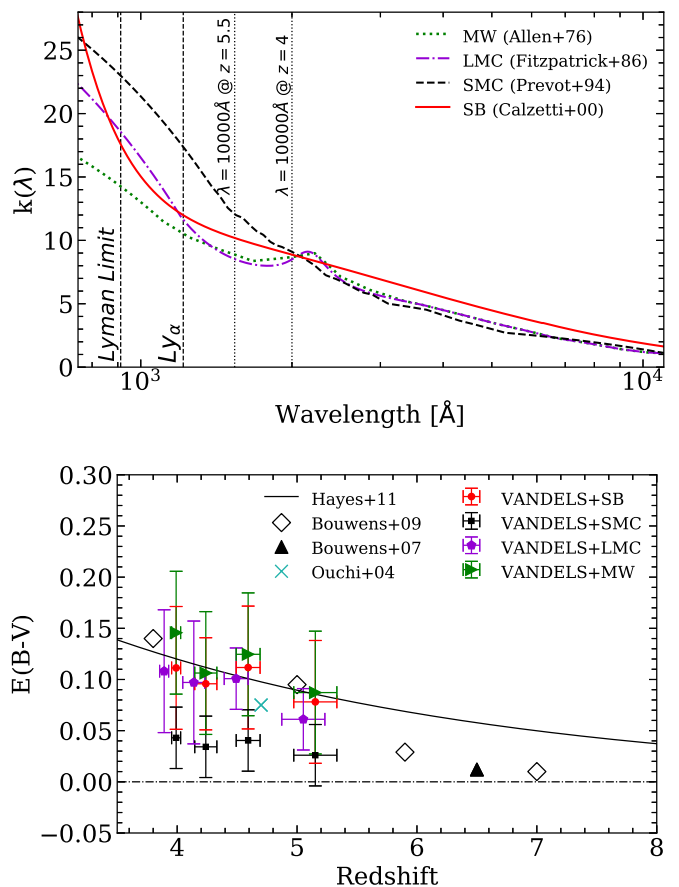 MW (Allen+76)
LMC (Fitzpatrick+86)
SMC (Prevot+94)
SB (Calzetti+00)
25
20
15
10
5
0
k(λ)
Lyman Limit
Lyα
λ = 10000Å @ z = 5.5
λ = 10000Å @ z = 4
10³
10⁴
Wavelength [Å]
0.30
0.25
0.20
0.15
0.10
0.05
0.00
−0.05
E(B-V)
Hayes+11
Bouwens+09
Bouwens+07
Ouchi+04
VANDELS+SB
VANDELS+SMC
VANDELS+LMC
VANDELS+MW
4
5
6
7
8
Redshift